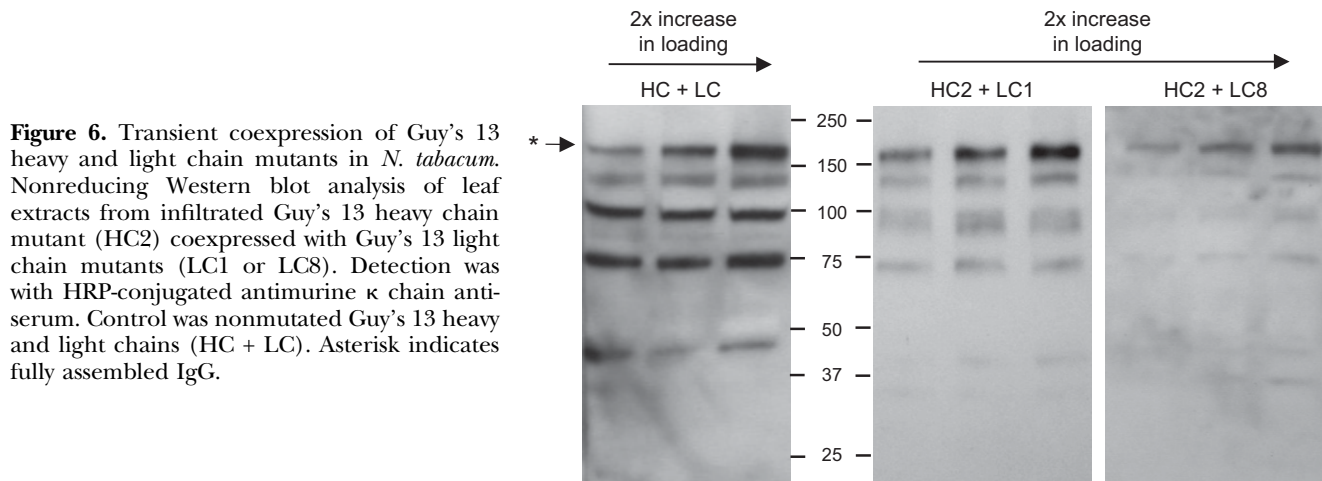 Figure 6. Transient coexpression of Guy's 13
heavy and light chain mutants in N. tabacum.
Nonreducing Western blot analysis of leaf
extracts from infiltrated Guy's 13 heavy chain
mutant (HC2) coexpressed with Guy's 13 light
chain mutants (LC1 or LC8). Detection was
with HRP-conjugated antimurine κ chain anti-
serum. Control was nonmutated Guy's 13 heavy
and light chains (HC + LC). Asterisk indicates
fully assembled IgG.
2x increase
in loading
HC + LC
*
250
150
100
75
50
37
25
2x increase
in loading
HC2 + LC1
HC2 + LC8